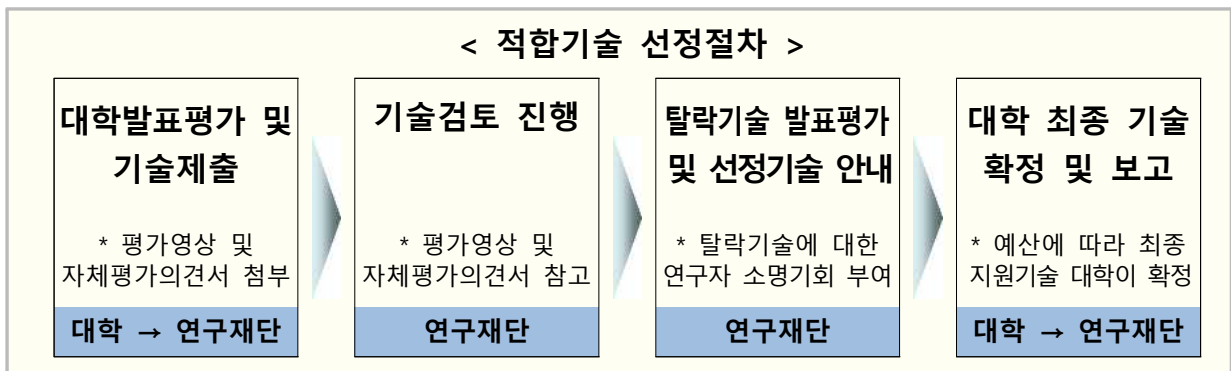 < 적합기술 선정절차 >
대학발표평가 및
기술제출
* 평가영상 및
자체평가의견서 첨부
대학 → 연구재단
기술검토 진행
* 평가영상 및
자체평가의견서 참고
연구재단
탈락기술 발표평가
및 선정기술 안내
* 탈락기술에 대한
연구자 소명기회 부여
연구재단
대학 최종 기술
확정 및 보고
* 예산에 따라 최종
지원기술 대학이 확정
대학 → 연구재단